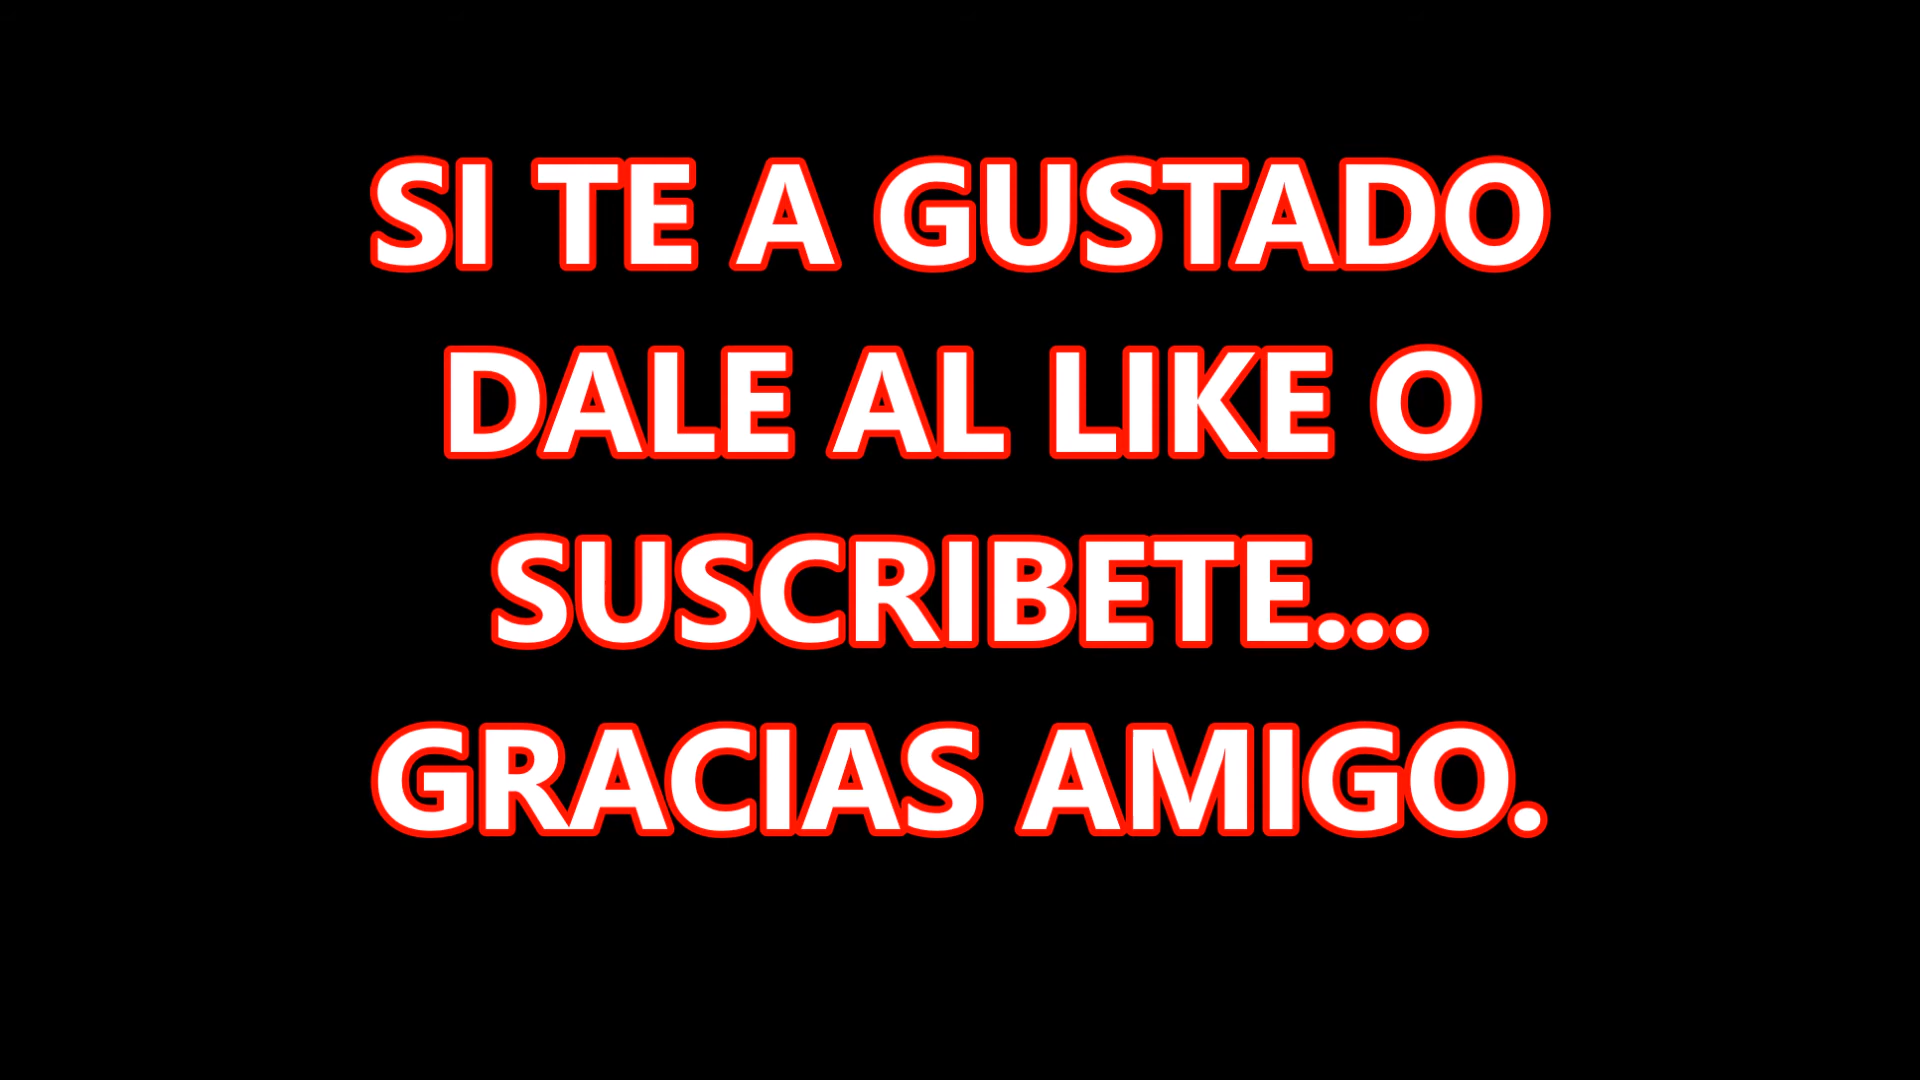 SI TE A GUSTADO
DALE AL LIKE O
SUSCRIBETE...
GRACIAS AMIGO.